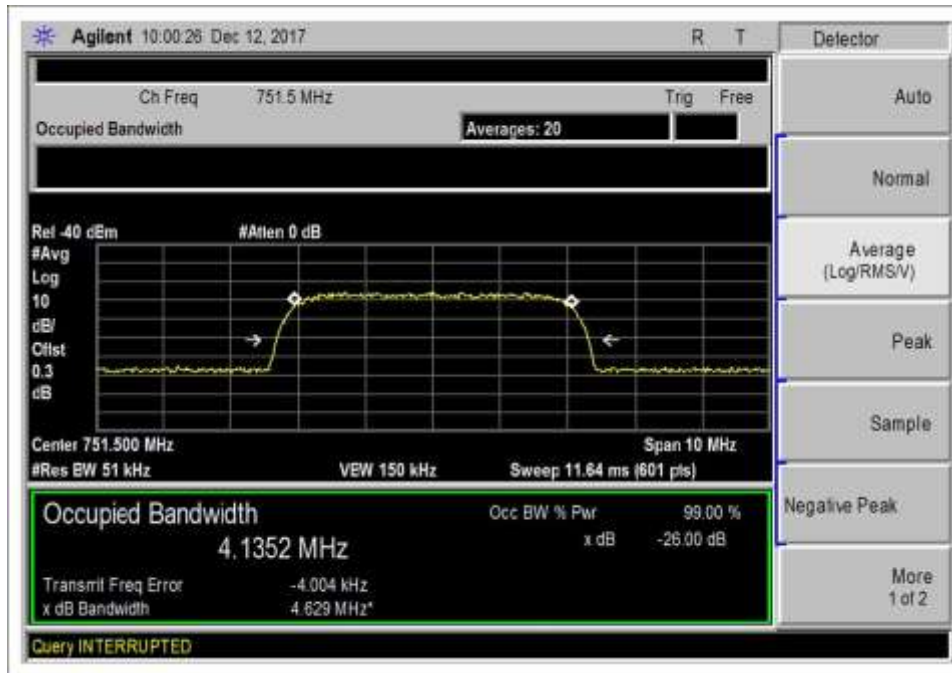 Agilent 10:00:26 Dec 12, 2017 R T
Detector
Ch Freq 751.5 MHz Trig Free
Occupied Bandwidth Averages: 20
Auto
Normal
Average
(Log/RMS/V)
Peak
Sample
Negative Peak
More
1 of 2
Ref -40 dBm #Atten 0 dB
#Avg
Log
10
dB/
Offst
0.3
dB
Center 751.500 MHz Span 10 MHz
#Res BW 51 kHz VBW 150 kHz Sweep 11.64 ms (601 pts)
Occupied Bandwidth
4.1352 MHz
Occ BW % Pwr 99.00 %
x dB -26.00 dB
Transmit Freq Error -4.004 kHz
x dB Bandwidth 4.629 MHz*
Query INTERRUPTED